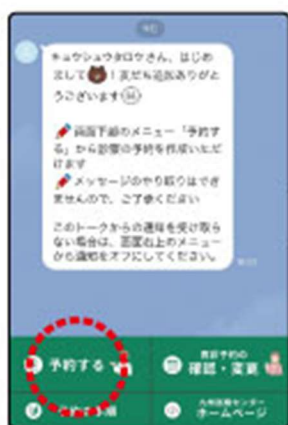 今日
キュウシュウタロウさん、はじめ
まして！友だち追加ありがと
うございます
画面下部のメニュー「予約す
る」から診察の予約を作成いただ
けます
メッセージのやり取りはでき
ませんので、ご了承ください
このトークからの通知を受け取ら
ない場合は、画面右上のメニュー
から通知をオフにしてください。
予約する
確認・変更
ホームページ